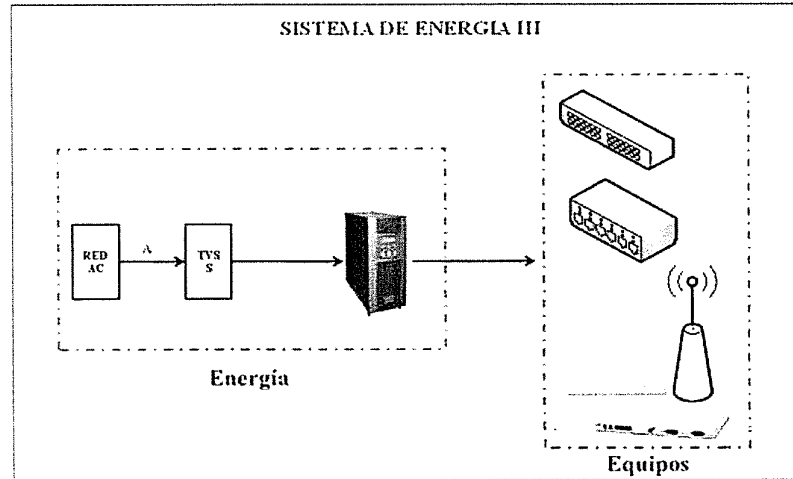 SISTEMA DE ENERGIA III
RED
AC
A
TVS
S
Energía
Equipos